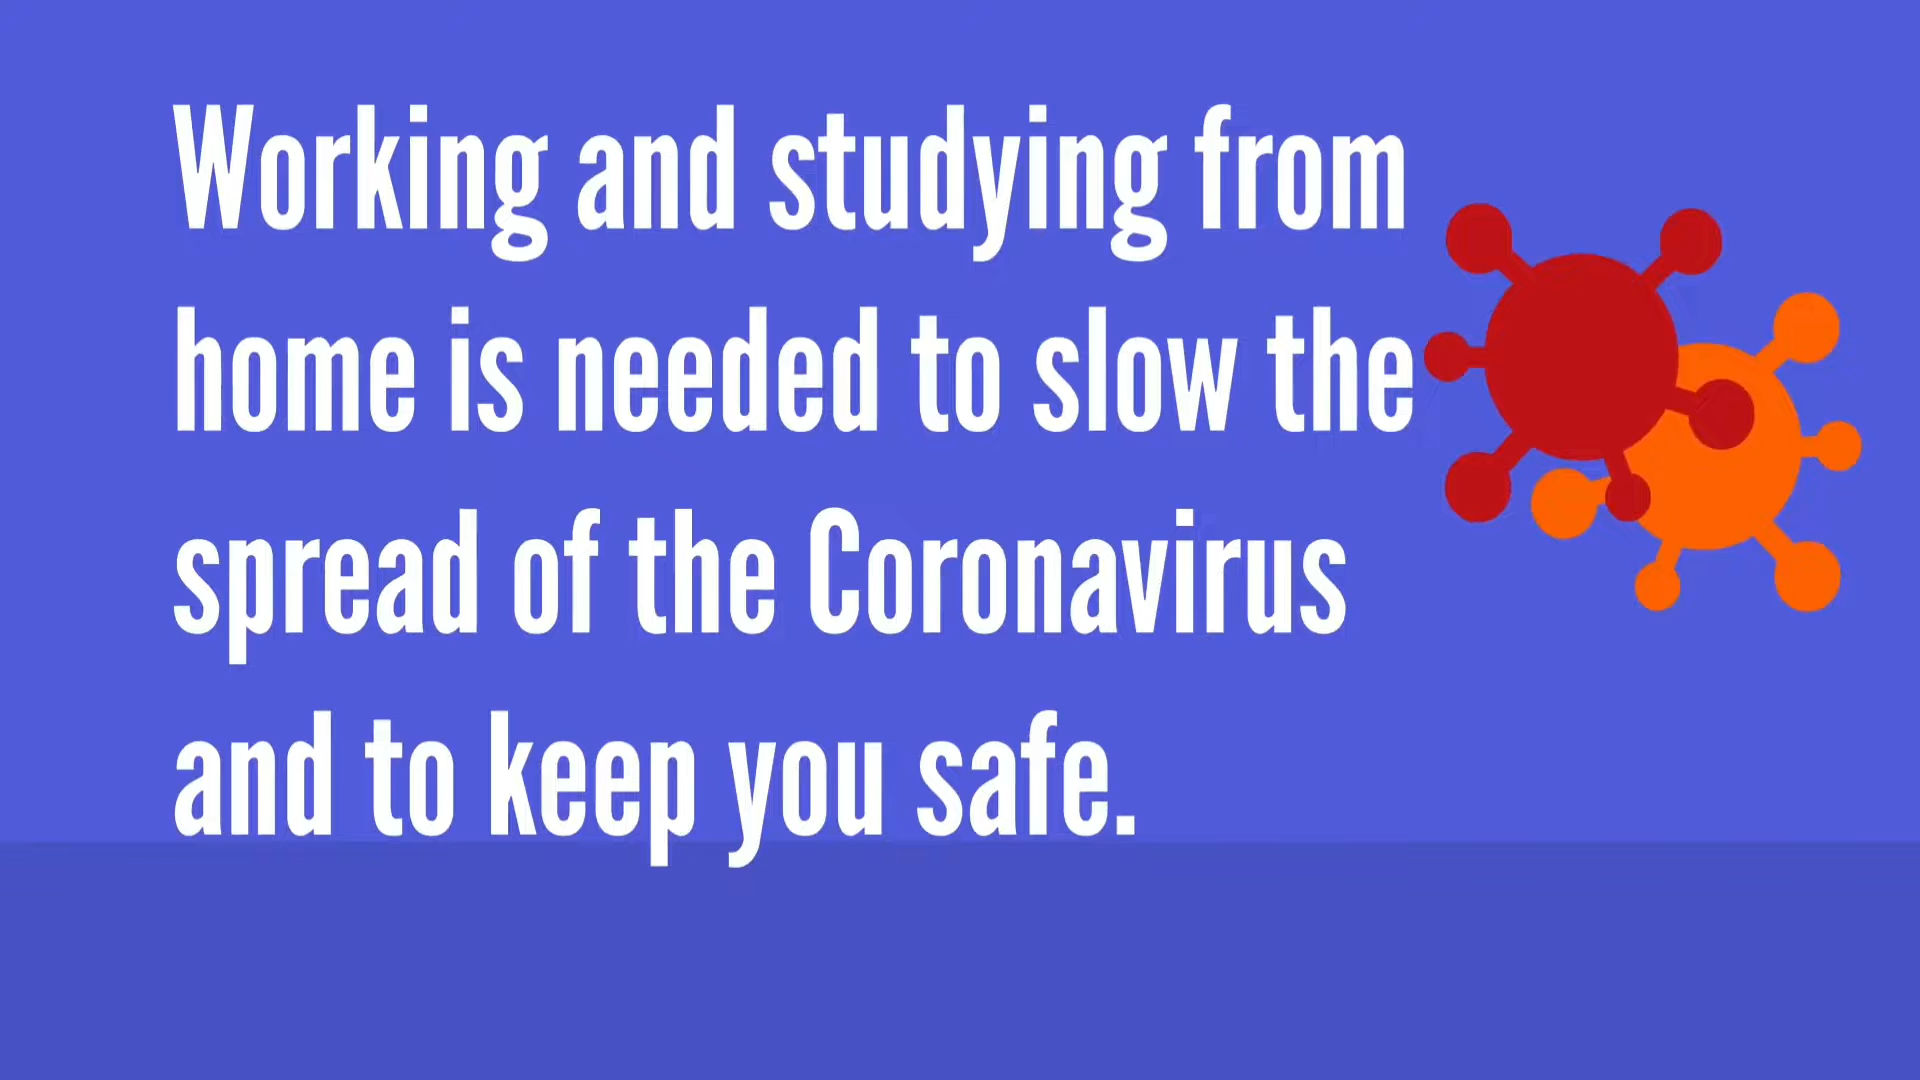 Working and studying from
home is needed to slow the
spread of the Coronavirus
and to keep you safe.